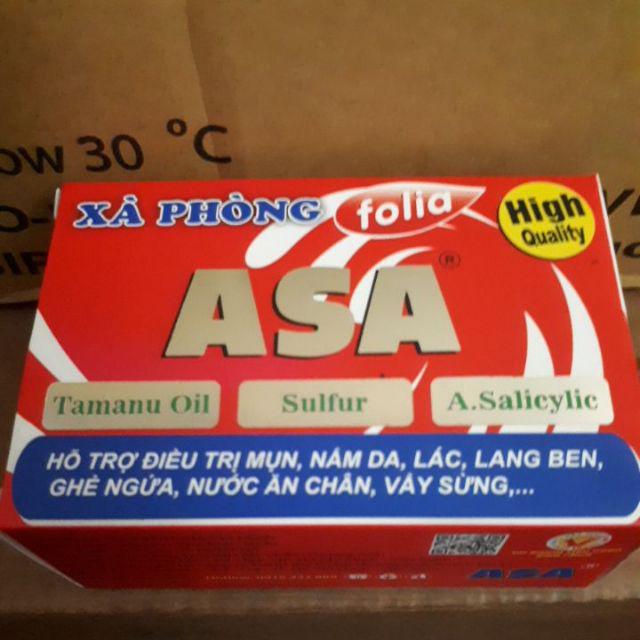 OW 30 °C
XÀ PHÒNG folia
High
Quality
ASA ®
Tamanu Oil Sulfur A.Salicylic
HỖ TRỢ ĐIỀU TRỊ MỤN, NẤM DA, LÁC, LANG BEN,
GHẺ NGỨA, NƯỚC ĂN CHÂN, VẢY SỪNG,...
ASA